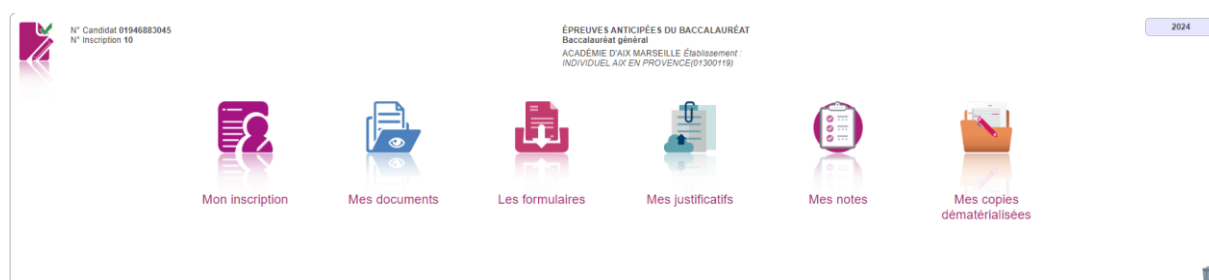 N° Candidat 01946883045
N° Inscription 10
ÉPREUVES ANTICIPÉES DU BACCALAURÉAT
Baccalauréat général
ACADÉMIE D'AIX MARSEILLE Établissement :
INDIVIDUEL AIX EN PROVENCE(01300119)
2024
Mon inscription
Mes documents
Les formulaires
Mes justificatifs
Mes notes
Mes copies
dématérialisées